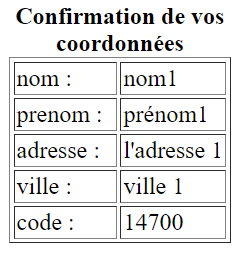 Confirmation de vos
coordonnées
nom : nom1
prenom : prénom1
adresse : l'adresse 1
ville : ville 1
code : 14700